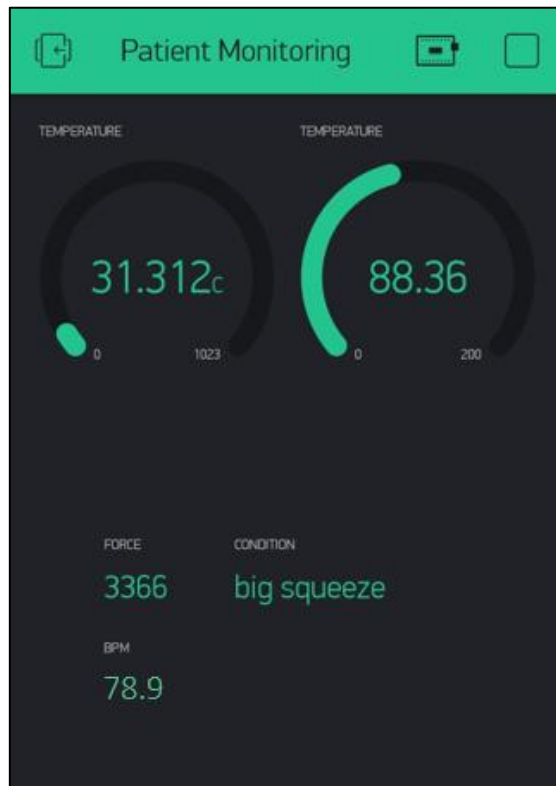 Patient Monitoring
TEMPERATURE TEMPERATURE
31.312c 88.36
0 1023 0 200
FORCE CONDITION
3366 big squeeze
BPM
78.9